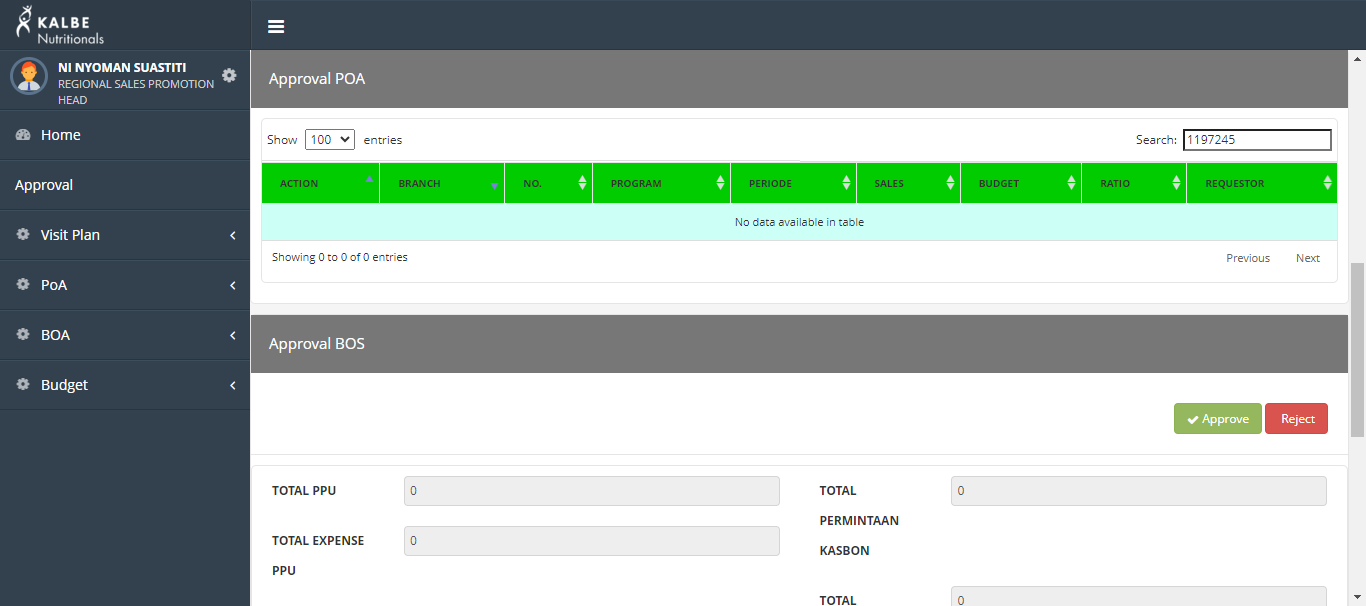 KALBE
Nutritionals
NI NYOMAN SUASTITI
REGIONAL SALES PROMOTION
HEAD
Home
Approval
Visit Plan
PoA
BOA
Budget
Approval POA
Show 100 entries
Search: 1197245
ACTION BRANCH NO. PROGRAM PERIODE SALES BUDGET RATIO REQUESTOR
No data available in table
Showing 0 to 0 of 0 entries
Previous Next
Approval BOS
Approve Reject
TOTAL PPU 0
TOTAL EXPENSE
PPU
0
TOTAL
PERMINTAAN
KASBON
0
TOTAL 0